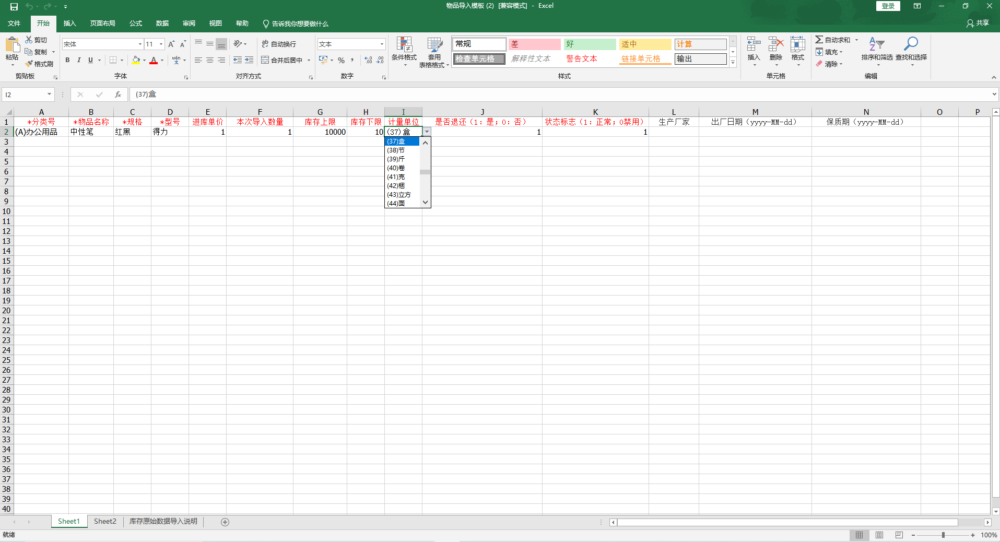 物品导入模板 (2) [兼容模式] - Excel
登录
文件 开始 插入 页面布局 公式 数据 审阅 视图 帮助 告诉我你想要做什么 共享
粘贴 剪切 复制 格式刷 剪贴板
宋体 11 A A
B I U A wén 文 字体
ab 自动换行
合并后居中 对齐方式
文本
% , .00 数字
条件格式 套用表格格式
常规 差 好 适中 计算
检查单元格 解释性文本 警告文本 链接单元格 输出
样式
插入 删除 格式 单元格
自动求和 填充 清除 排序和筛选 查找和选择 编辑
I2 fx (37)盒
A B C D E F G H I J K L M N O P
1 *分类号 *物品名称 *规格 *型号 进库单价 本次导入数量 库存上限 库存下限 计量单位 是否退还（1：是；0：否） 状态标志（1：正常；0禁用） 生产厂家 出厂日期（yyyy-MM-dd） 保质期（yyyy-MM-dd）
2 (A)办公用品 中性笔 红黑 得力 1 1 10000 10 (37)盒 1 1
(37)盒
(38)节
(39)斤
(40)卷
(41)克
(42)梱
(43)立方
(44)面
3
4
5
6
7
8
9
10
11
12
13
14
15
16
17
18
19
20
21
22
23
24
25
26
27
28
29
30
31
32
33
34
35
36
37
38
39
40
Sheet1 Sheet2 库存原始数据导入说明
就绪 100%